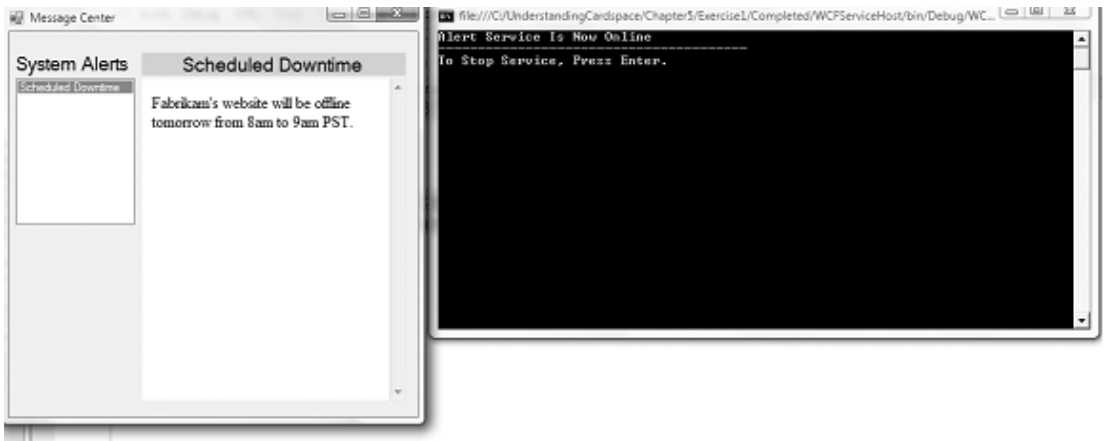 Message Center
System Alerts
Scheduled Downtime
Scheduled Downtime
Fabrikam's website will be offline
tomorrow from 8am to 9am PST.
file:///C:/UnderstandingCardspace/Chapter5/Exercise1/Completed/WCFServiceHost/bin/Debug/WC...
Alert Service Is Now Online
To Stop Service, Press Enter.